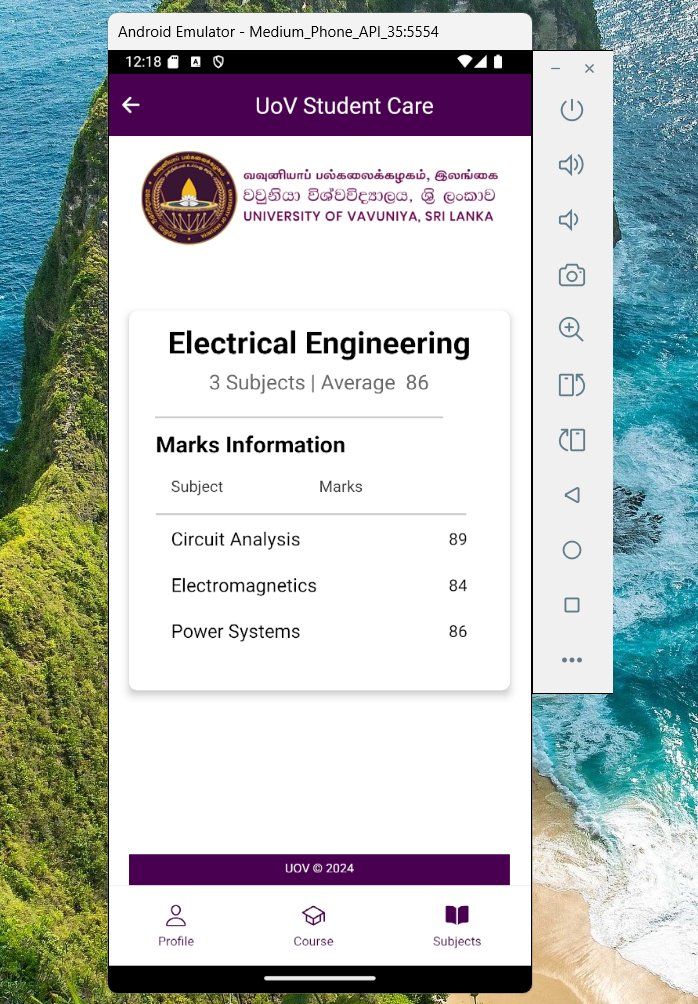 Android Emulator - Medium_Phone_API_35:5554
12:18
UoV Student Care
வவுனியாப் பல்கலைக்கழகம், இலங்கை
වවුනියා විශ්වවිද්‍යාලය, ශ්‍රි ලංකාව
UNIVERSITY OF VAVUNIYA, SRI LANKA
Electrical Engineering
3 Subjects | Average 86
Marks Information
Subject Marks
Circuit Analysis 89
Electromagnetics 84
Power Systems 86
UOV © 2024
Profile Course Subjects